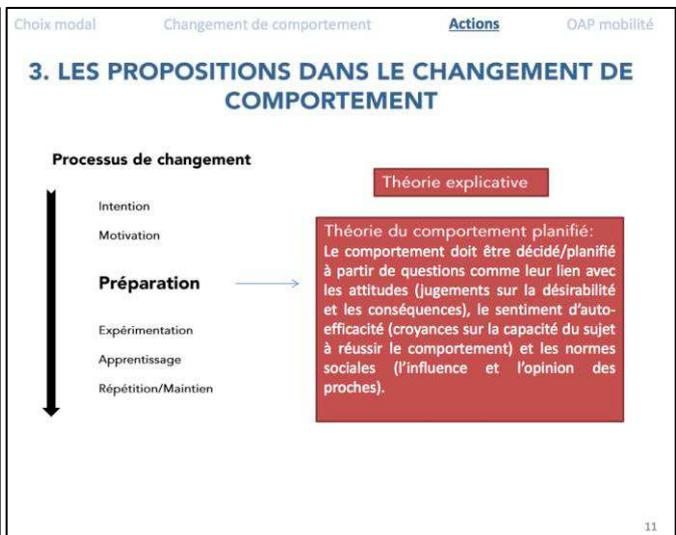 Choix modal Changement de comportement Actions OAP mobilité
3. LES PROPOSITIONS DANS LE CHANGEMENT DE
COMPORTEMENT
Processus de changement
Intention
Motivation
Préparation
Expérimentation
Apprentissage
Répétition/Maintien
Théorie explicative
Théorie du comportement planifié:
Le comportement doit être décidé/planifié
à partir de questions comme leur lien avec
les attitudes (jugements sur la désirabilité
et les conséquences), le sentiment d'auto-
efficacité (croyances sur la capacité du sujet
à réussir le comportement) et les normes
sociales (l'influence et l'opinion des
proches).
11